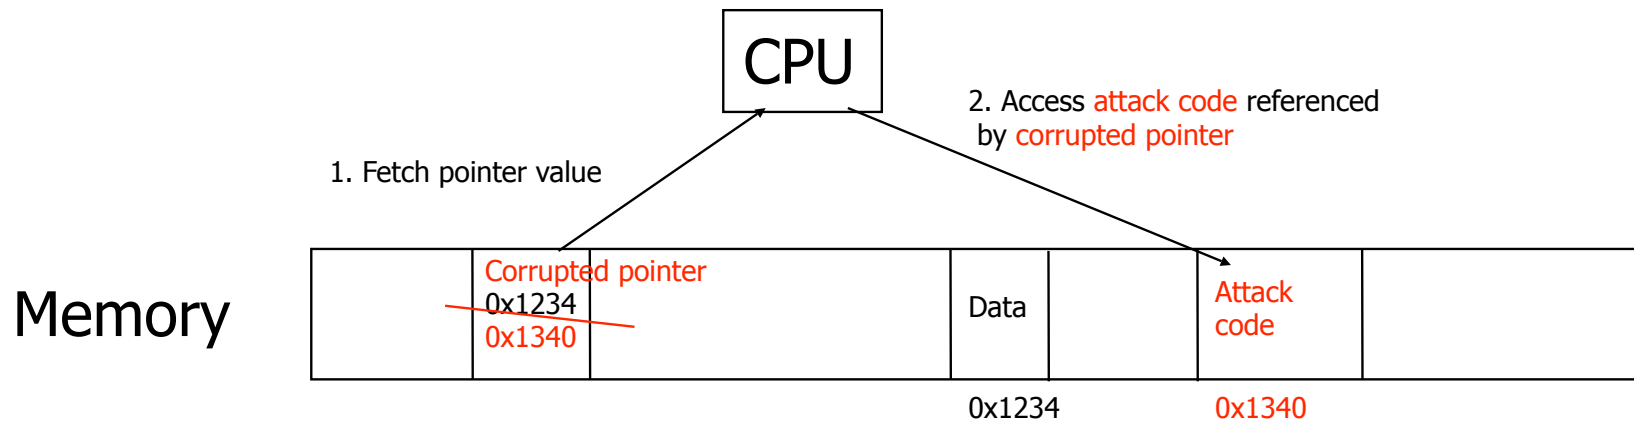 CPU
2. Access attack code referenced
by corrupted pointer
1. Fetch pointer value
Memory
Corrupted pointer
0x1234
0x1340
Data
Attack
code
0x1234
0x1340